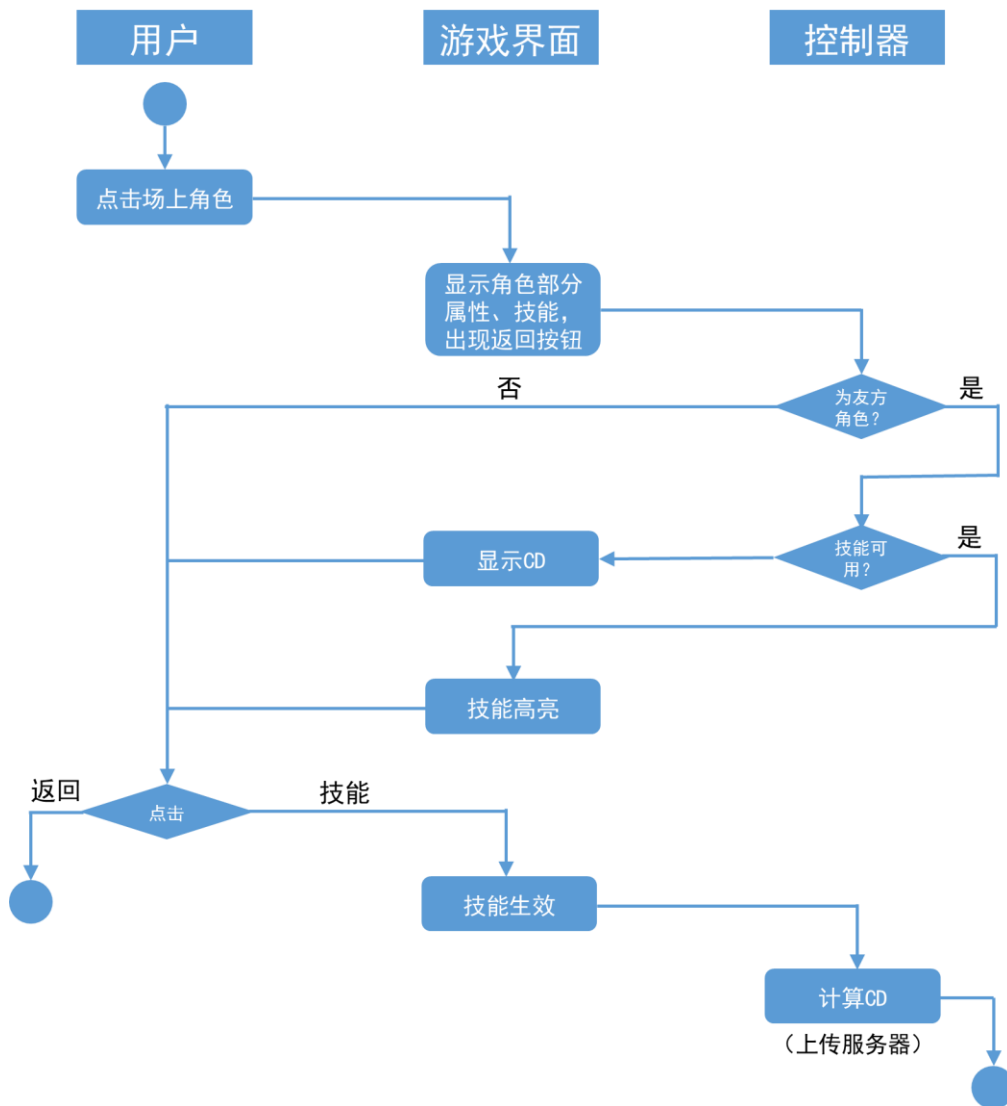 用户
游戏界面
控制器
点击场上角色
显示角色部分
属性、技能，
出现返回按钮
否
为友方
角色？
是
显示CD
技能可
用？
是
技能高亮
返回
点击
技能
技能生效
计算CD
（上传服务器）